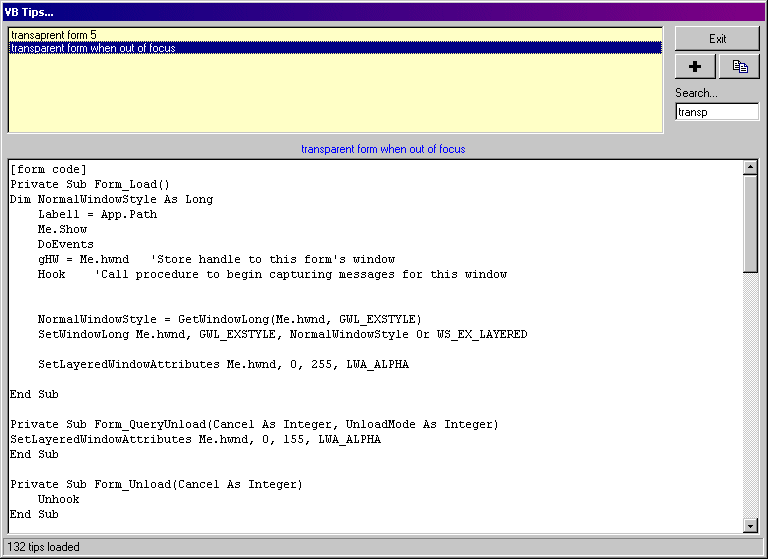 VB Tips...
transaprent form 5
transparent form when out of focus
Exit
Search...
transp
transparent form when out of focus
[form code]
Private Sub Form_Load()
Dim NormalWindowStyle As Long
    Label1 = App.Path
    Me.Show
    DoEvents
    gHW = Me.hwnd   'Store handle to this form's window
    Hook    'Call procedure to begin capturing messages for this window
    NormalWindowStyle = GetWindowLong(Me.hwnd, GWL_EXSTYLE)
    SetWindowLong Me.hwnd, GWL_EXSTYLE, NormalWindowStyle Or WS_EX_LAYERED
    SetLayeredWindowAttributes Me.hwnd, 0, 255, LWA_ALPHA
End Sub
Private Sub Form_QueryUnload(Cancel As Integer, UnloadMode As Integer)
SetLayeredWindowAttributes Me.hwnd, 0, 155, LWA_ALPHA
End Sub
Private Sub Form_Unload(Cancel As Integer)
    Unhook
End Sub
132 tips loaded